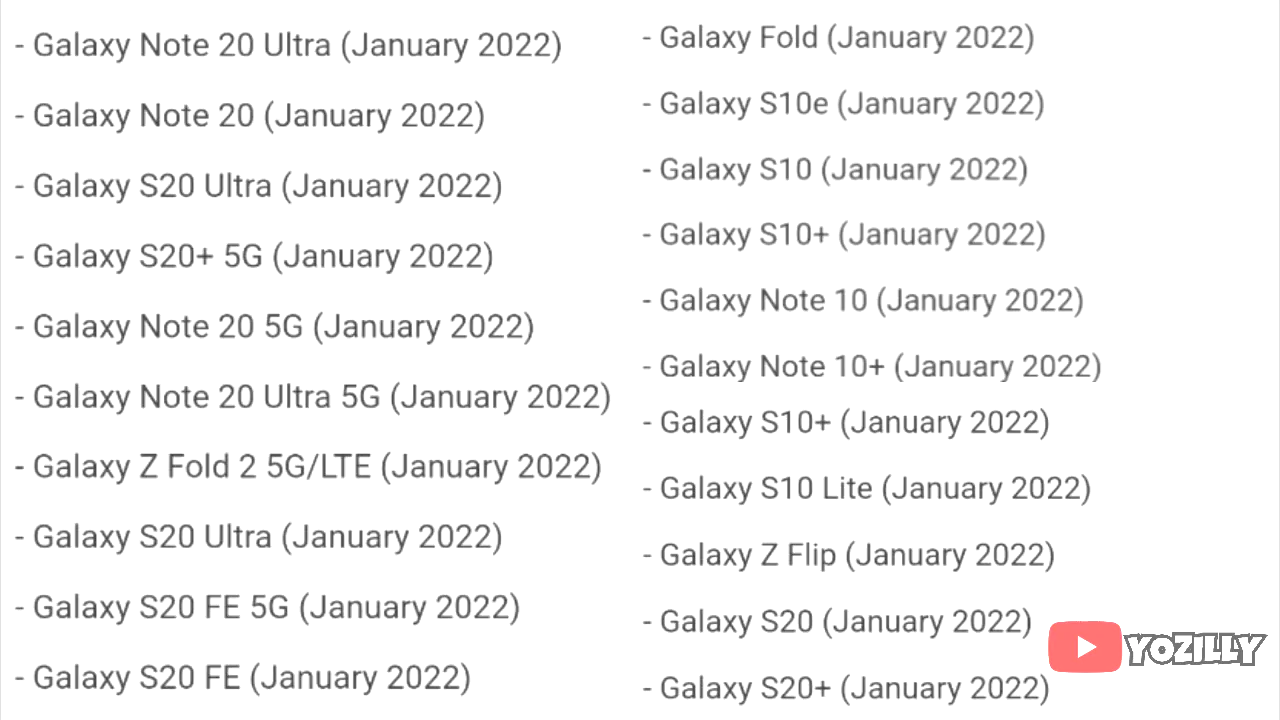 - Galaxy Note 20 Ultra (January 2022)
- Galaxy Note 20 (January 2022)
- Galaxy S20 Ultra (January 2022)
- Galaxy S20+ 5G (January 2022)
- Galaxy Note 20 5G (January 2022)
- Galaxy Note 20 Ultra 5G (January 2022)
- Galaxy Z Fold 2 5G/LTE (January 2022)
- Galaxy S20 Ultra (January 2022)
- Galaxy S20 FE 5G (January 2022)
- Galaxy S20 FE (January 2022)
- Galaxy Fold (January 2022)
- Galaxy S10e (January 2022)
- Galaxy S10 (January 2022)
- Galaxy S10+ (January 2022)
- Galaxy Note 10 (January 2022)
- Galaxy Note 10+ (January 2022)
- Galaxy S10+ (January 2022)
- Galaxy S10 Lite (January 2022)
- Galaxy Z Flip (January 2022)
- Galaxy S20 (January 2022)
- Galaxy S20+ (January 2022)
YOZILLY